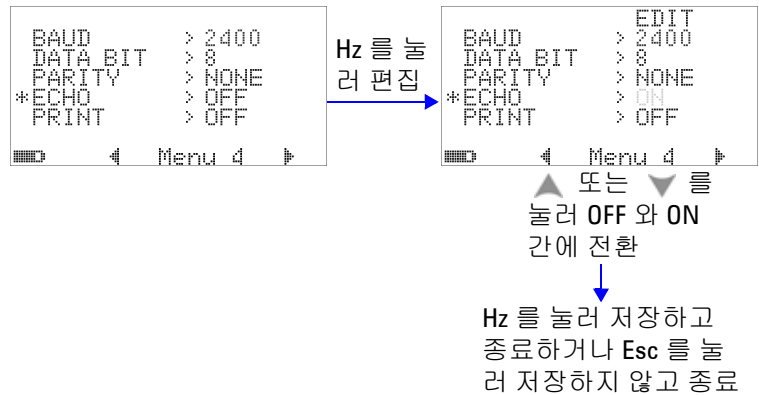 BAUD > 2400
DATA BIT > 8
PARITY > NONE
*ECHO > OFF
PRINT > OFF
Menu 4
Hz 를 눌
러 편집
EDIT
BAUD > 2400
DATA BIT > 8
PARITY > NONE
*ECHO > ON
PRINT > OFF
Menu 4
또는 를
눌러 OFF 와 ON
간에 전환
Hz 를 눌러 저장하고
종료하거나 Esc 를 눌
러 저장하지 않고 종료